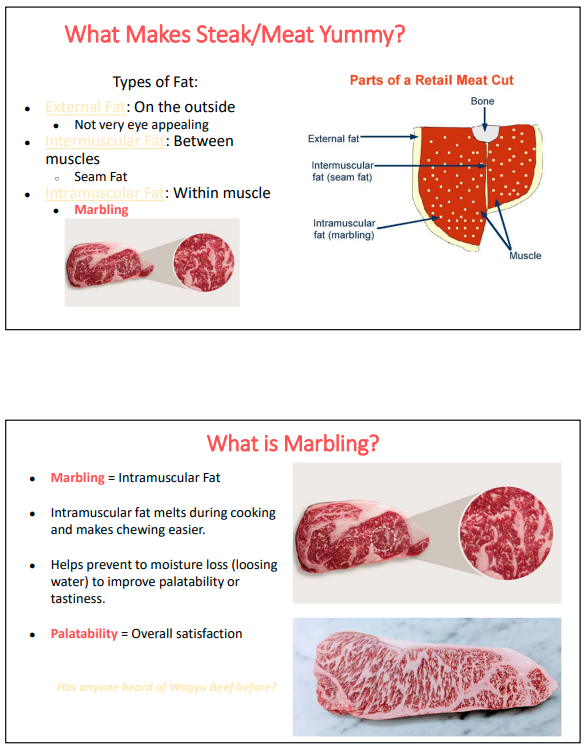 What Makes Steak/Meat Yummy?
Types of Fat:
• External Fat: On the outside
• Not very eye appealing
• Intermuscular Fat: Between
muscles
○ Seam Fat
• Intramuscular Fat: Within muscle
• Marbling
Parts of a Retail Meat Cut
Bone
External fat
Intermuscular
fat (seam fat)
Intramuscular
fat (marbling)
Muscle
What is Marbling?
• Marbling = Intramuscular Fat
• Intramuscular fat melts during cooking
and makes chewing easier.
• Helps prevent to moisture loss (loosing
water) to improve palatability or
tastiness.
• Palatability = Overall satisfaction
Has anyone heard of Wagyu Beef before?